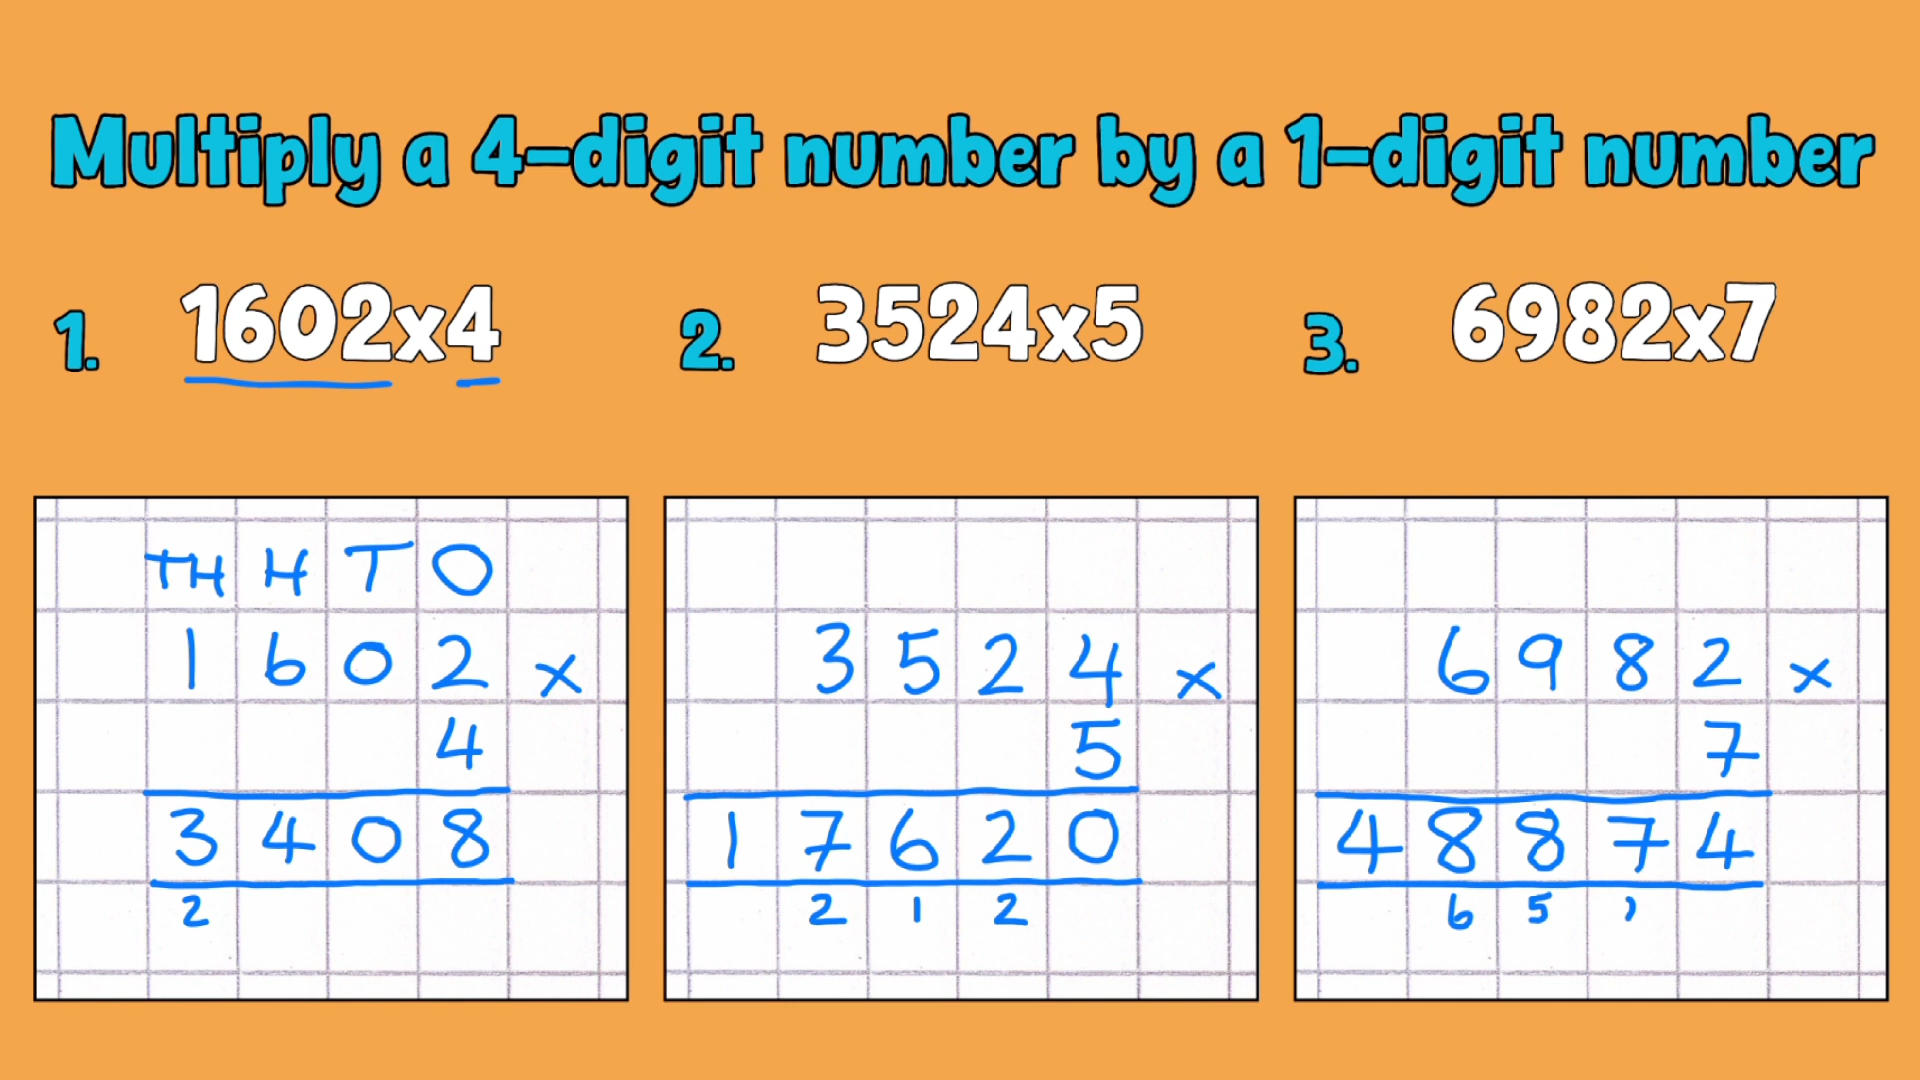 Multiply a 4-digit number by a 1-digit number
1. 1602x4
2. 3524x5
3. 6982x7
TH H T O
1 6 0 2 x
4
3 4 0 8
2
3 5 2 4 x
5
1 7 6 2 0
2 1 2
6 9 8 2 x
7
4 8 8 7 4
6 5 1